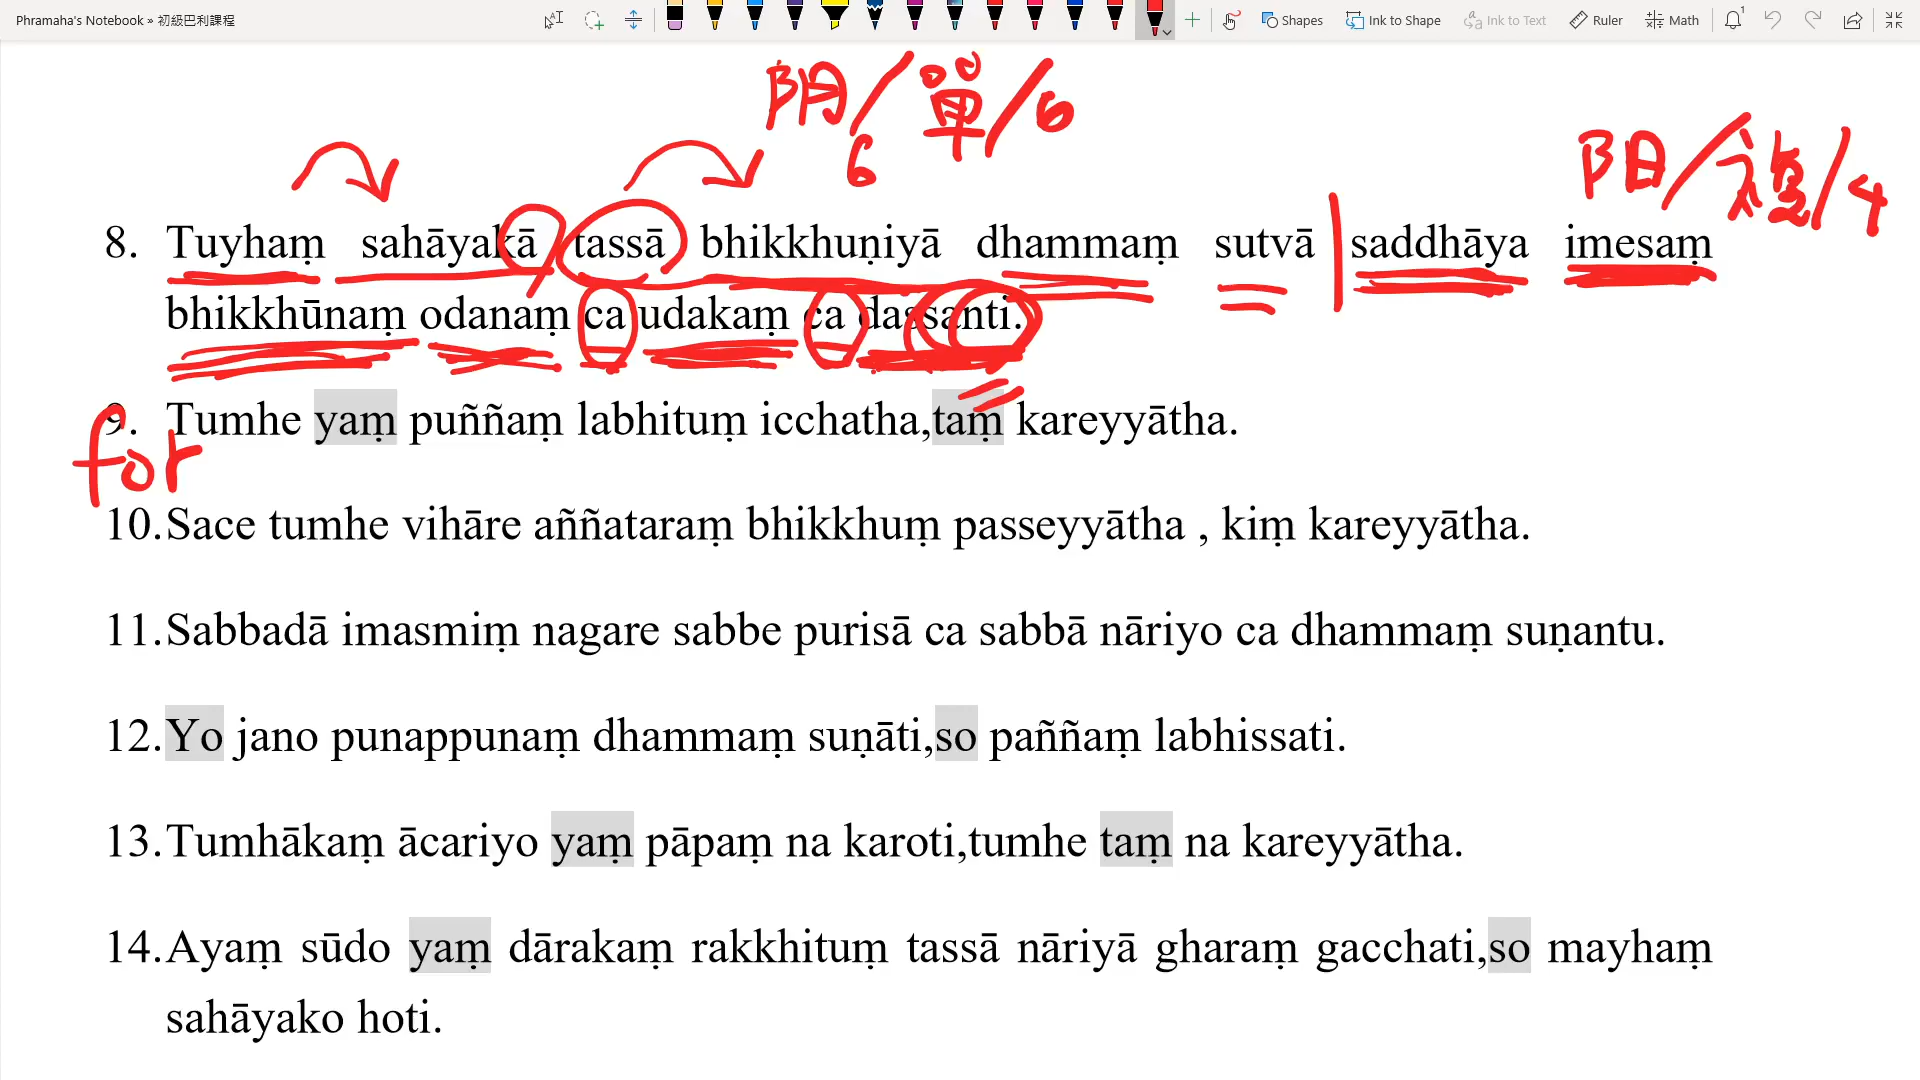 Phramaha's Notebook » 初級巴利課程
Shapes Ink to Shape Ink to Text Ruler Math 1
阴/單/6
6
阳/複/4
8. Tuyhaṃ sahāyakā tassā bhikkhuṇiyā dhammaṃ sutvā saddhāya imesaṃ
bhikkhūnaṃ odanaṃ ca udakaṃ ca dassanti.
9. Tumhe yaṃ puññaṃ labhituṃ icchatha,taṃ kareyyātha.
for
10.Sace tumhe vihāre aññataraṃ bhikkhuṃ passeyyātha , kiṃ kareyyātha.
11.Sabbadā imasmiṃ nagare sabbe purisā ca sabbā nāriyo ca dhammaṃ suṇantu.
12.Yo jano punappunaṃ dhammaṃ suṇāti,so paññaṃ labhissati.
13.Tumhākaṃ ācariyo yaṃ pāpaṃ na karoti,tumhe taṃ na kareyyātha.
14.Ayaṃ sūdo yaṃ dārakaṃ rakkhituṃ tassā nāriyā gharaṃ gacchati,so mayhaṃ
sahāyako hoti.